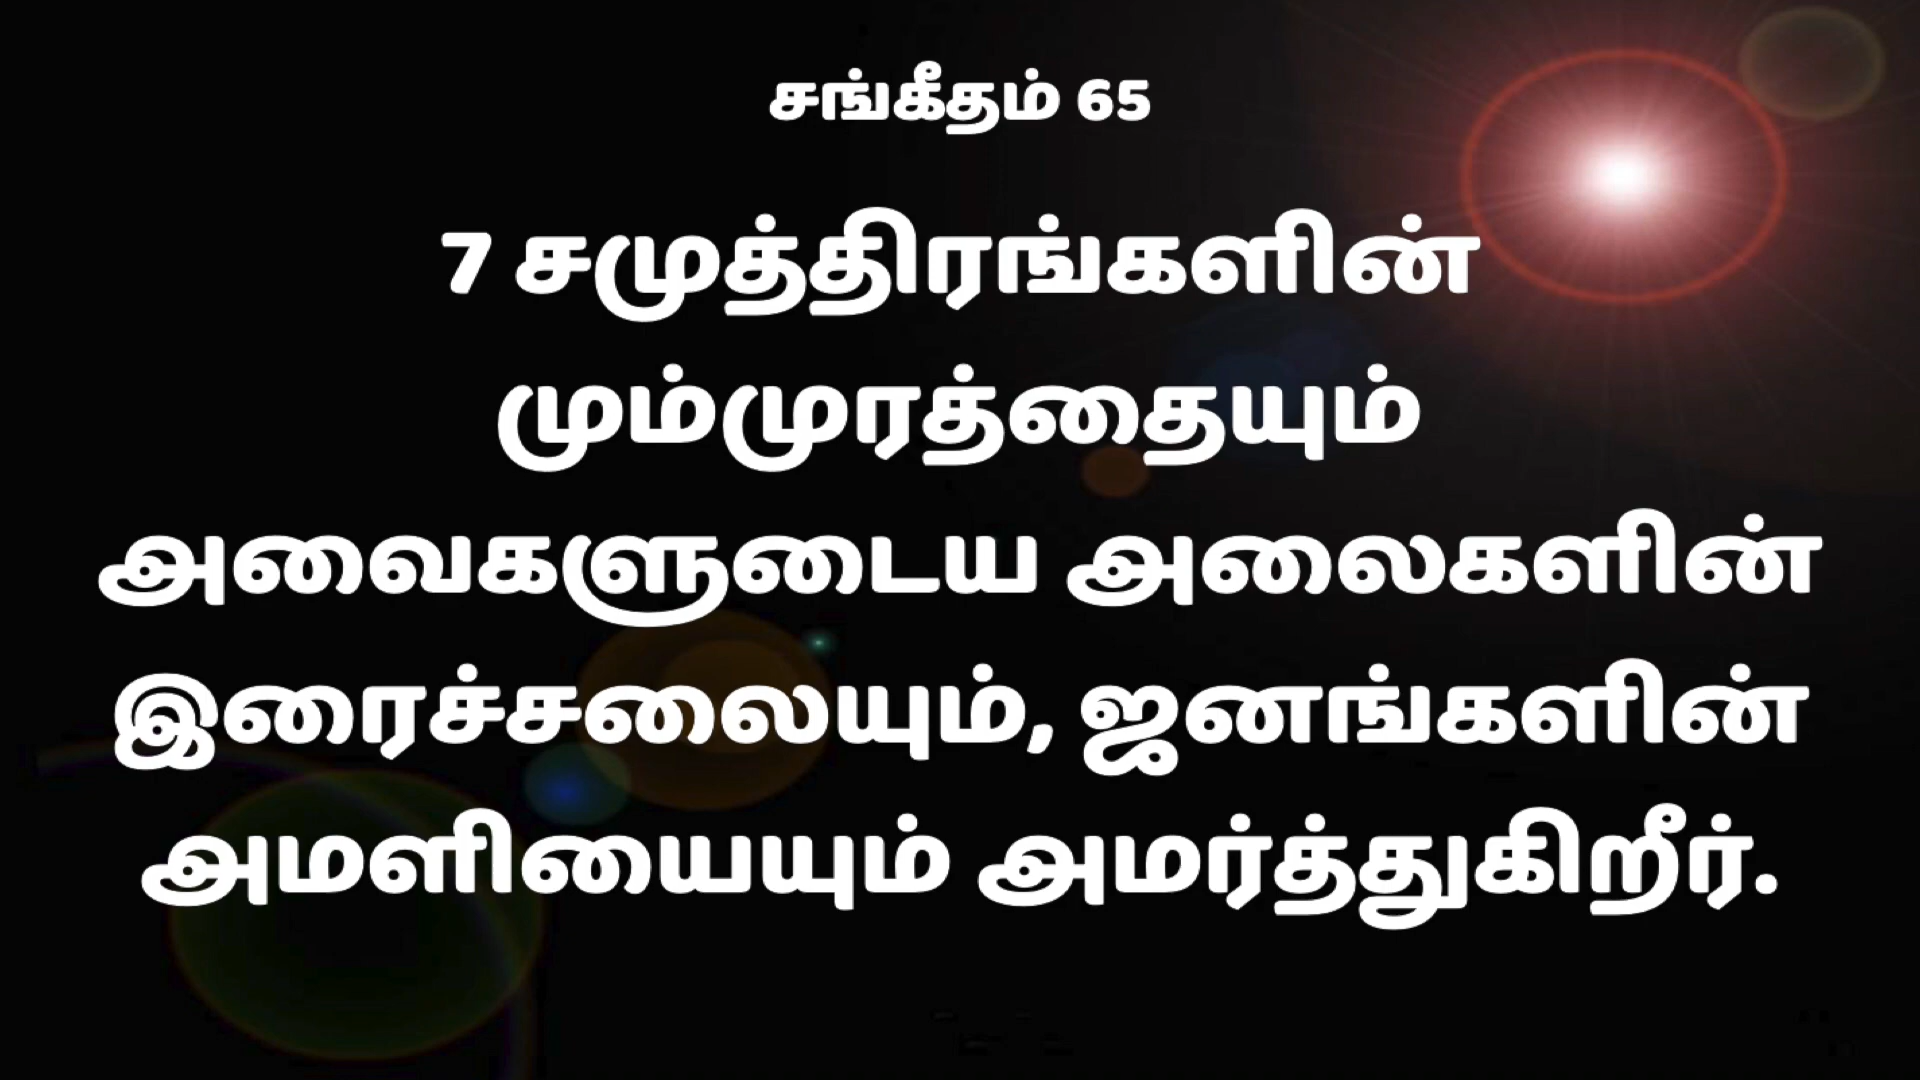 சங்கீதம் 65
7 சமுத்திரங்களின்
மும்முரத்தையும்
அவைகளுடைய அலைகளின்
இரைச்சலையும், ஜனங்களின்
அமளியையும் அமர்த்துகிறீர்.